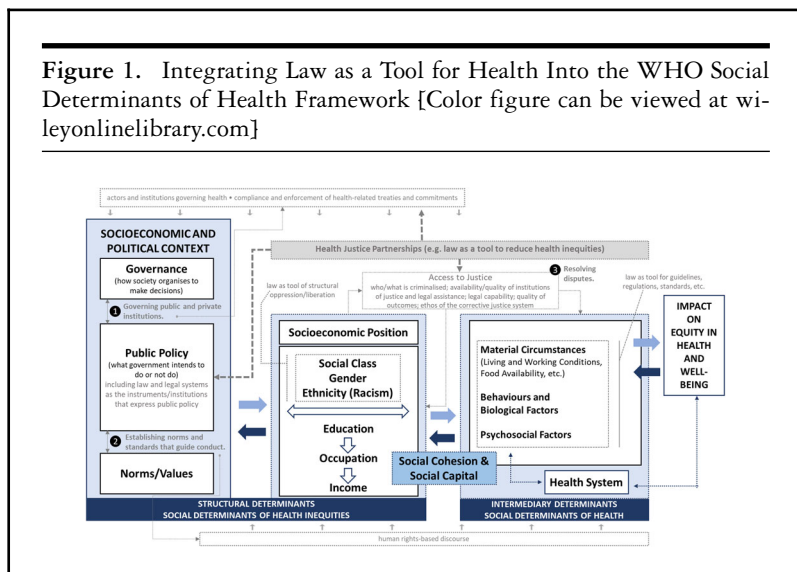 Figure 1. Integrating Law as a Tool for Health Into the WHO Social
Determinants of Health Framework [Color figure can be viewed at wi-
leyonlinelibrary.com]
actors and institutions governing health • compliance and enforcement of health-related treaties and commitments
SOCIOECONOMIC AND
POLITICAL CONTEXT
Governance
(how society organises to
make decisions)
1 Governing public and private
institutions.
Public Policy
(what government intends to
do or not do)
including law and legal systems
as the instruments/institutions
that express public policy
2 Establishing norms and
standards that guide conduct.
Norms/Values
Health Justice Partnerships (e.g. law as a tool to reduce health inequities)
law as tool of structural
oppression/liberation
Access to Justice
who/what is criminalised; availability/quality of institutions
of justice and legal assistance; legal capability; quality of
outcomes; ethos of the corrective justice system
3 Resolving
disputes.
law as tool for guidelines,
regulations, standards, etc.
Socioeconomic Position
Social Class
Gender
Ethnicity (Racism)
Education
Occupation
Income
Social Cohesion &
Social Capital
Material Circumstances
(Living and Working Conditions,
Food Availability, etc.)
Behaviours and
Biological Factors
Psychosocial Factors
Health System
IMPACT
ON
EQUITY IN
HEALTH
AND
WELL-
BEING
STRUCTURAL DETERMINANTS
SOCIAL DETERMINANTS OF HEALTH INEQUITIES
INTERMEDIARY DETERMINANTS
SOCIAL DETERMINANTS OF HEALTH
human rights-based discourse